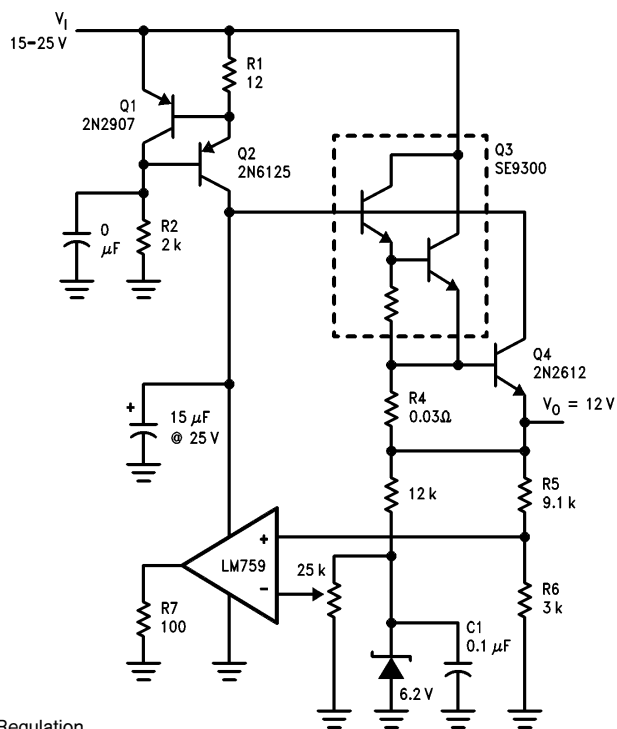 V_I
15–25 V
R1
12
Q1
2N2907
Q2
2N6125
Q3
SE9300
0
μF
R2
2 k
Q4
2N2612
V_O = 12 V
R4
0.03Ω
+
15 μF
@ 25 V
12 k
R5
9.1 k
+
LM759
−
25 k
R7
100
R6
3 k
C1
0.1 μF
6.2 V
Regulation